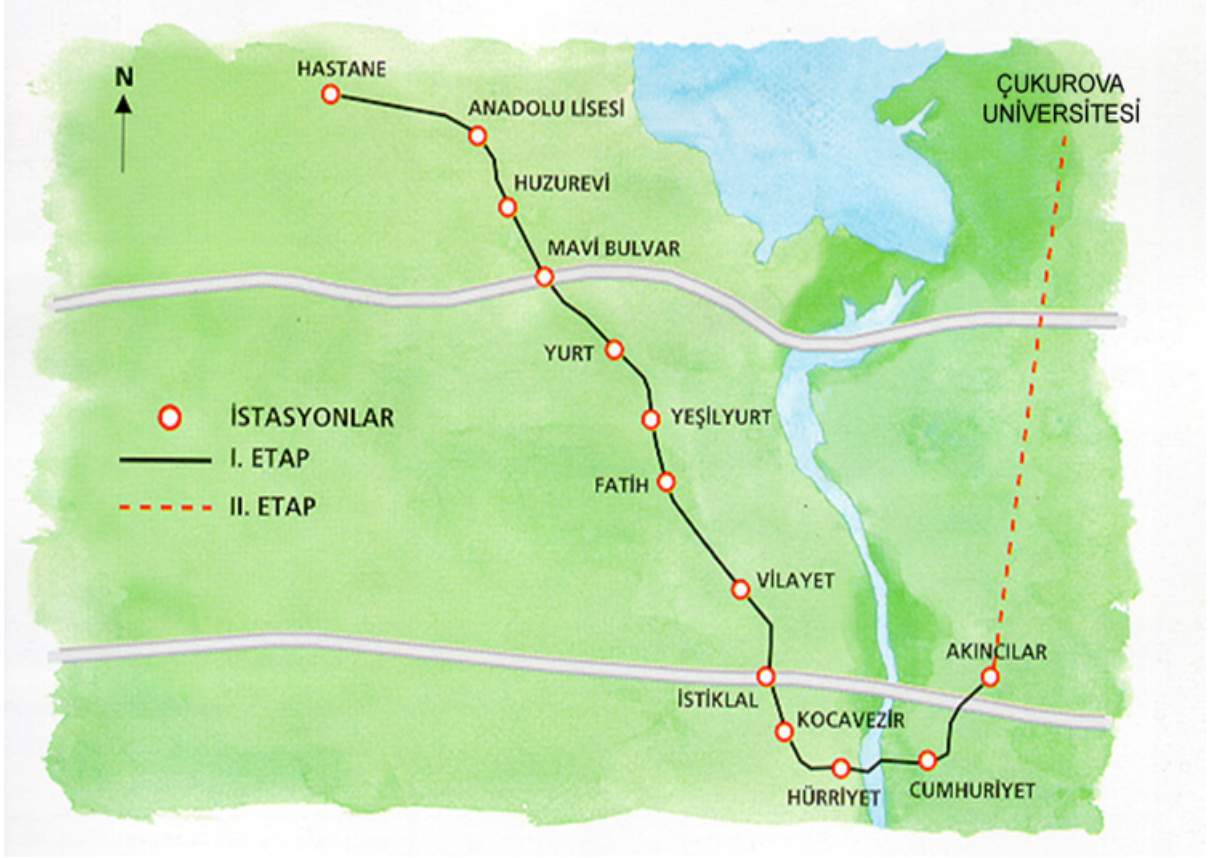 N
HASTANE
ANADOLU LİSESİ
HUZUREVİ
MAVİ BULVAR
YURT
YEŞİLYURT
FATİH
VİLAYET
İSTİKLAL
KOCAVEZİR
HÜRRİYET
CUMHURİYET
AKINCILAR
ÇUKUROVA
UNİVERSİTESİ
İSTASYONLAR
I. ETAP
II. ETAP